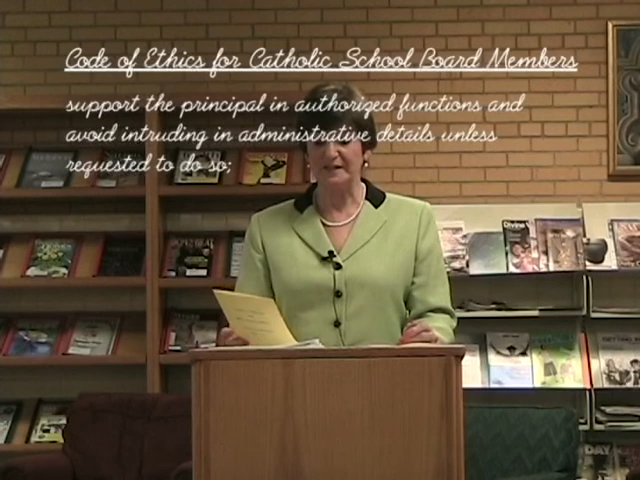 Code of Ethics for Catholic School Board Members
support the principal in authorized functions and
avoid intruding in administrative details unless
requested to do so;